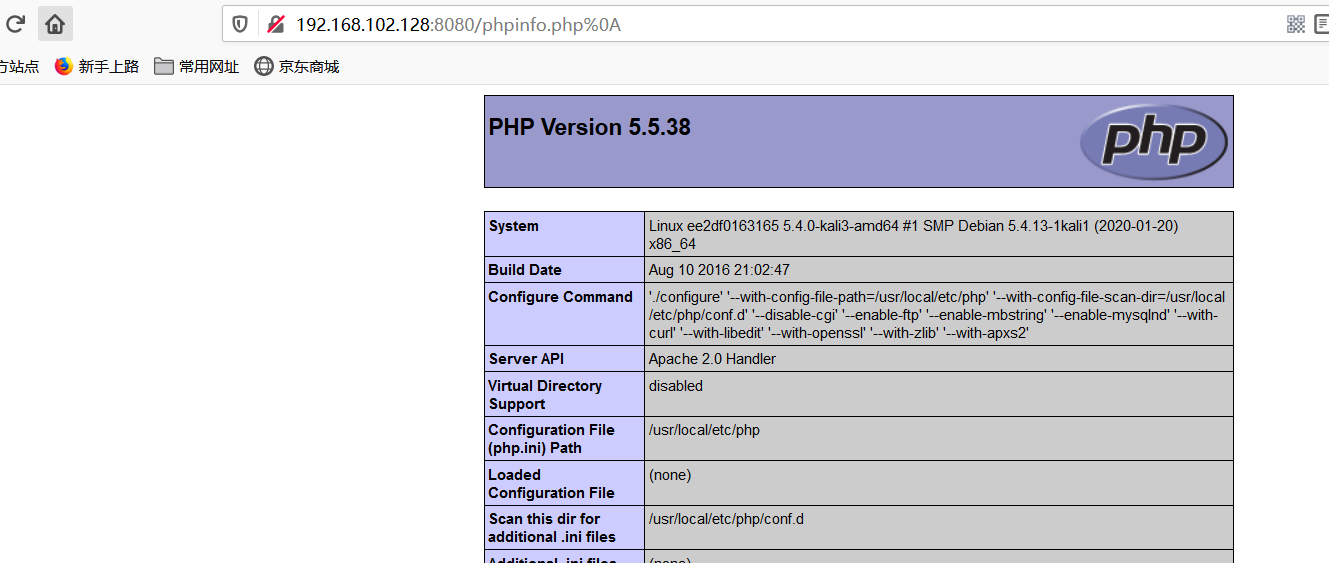 192.168.102.128:8080/phpinfo.php%0A
方站点 新手上路 常用网址 京东商城
PHP Version 5.5.38
php
System
Linux ee2df0163165 5.4.0-kali3-amd64 #1 SMP Debian 5.4.13-1kali1 (2020-01-20)
x86_64
Build Date
Aug 10 2016 21:02:47
Configure Command
'./configure' '--with-config-file-path=/usr/local/etc/php' '--with-config-file-scan-dir=/usr/local
/etc/php/conf.d' '--disable-cgi' '--enable-ftp' '--enable-mbstring' '--enable-mysqlnd' '--with-
curl' '--with-libedit' '--with-openssl' '--with-zlib' '--with-apxs2'
Server API
Apache 2.0 Handler
Virtual Directory
Support
disabled
Configuration File
(php.ini) Path
/usr/local/etc/php
Loaded
Configuration File
(none)
Scan this dir for
additional .ini files
/usr/local/etc/php/conf.d
Additional .ini files
(none)